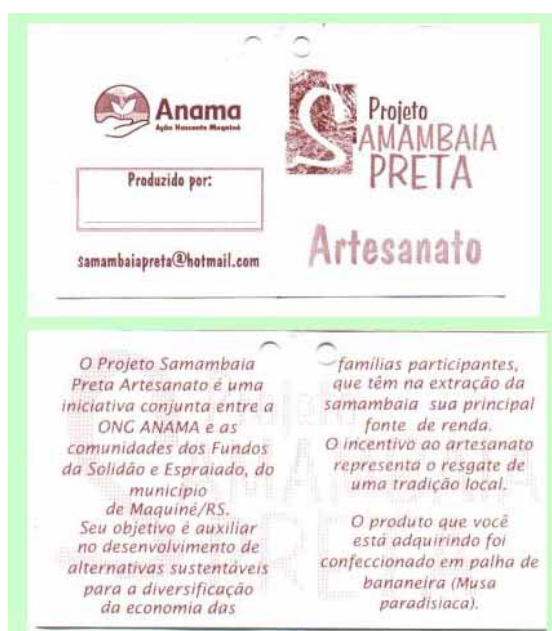 Anama
Ação Nascente Maquiné
Produzido por:
samambaiapreta@hotmail.com
Projeto
SAMAMBAIA
PRETA
Artesanato
O Projeto Samambaia
Preta Artesanato é uma
iniciativa conjunta entre a
ONG ANAMA e as
comunidades dos Fundos
da Solidão e Espraiado, do
município
de Maquiné/RS.
Seu objetivo é auxiliar
no desenvolvimento de
alternativas sustentáveis
para a diversificação
da economia das
famílias participantes,
que têm na extração da
samambaia sua principal
fonte de renda.
O incentivo ao artesanato
representa o resgate de
uma tradição local.
O produto que você
está adquirindo foi
confeccionado em palha de
bananeira (Musa
paradisiaca).